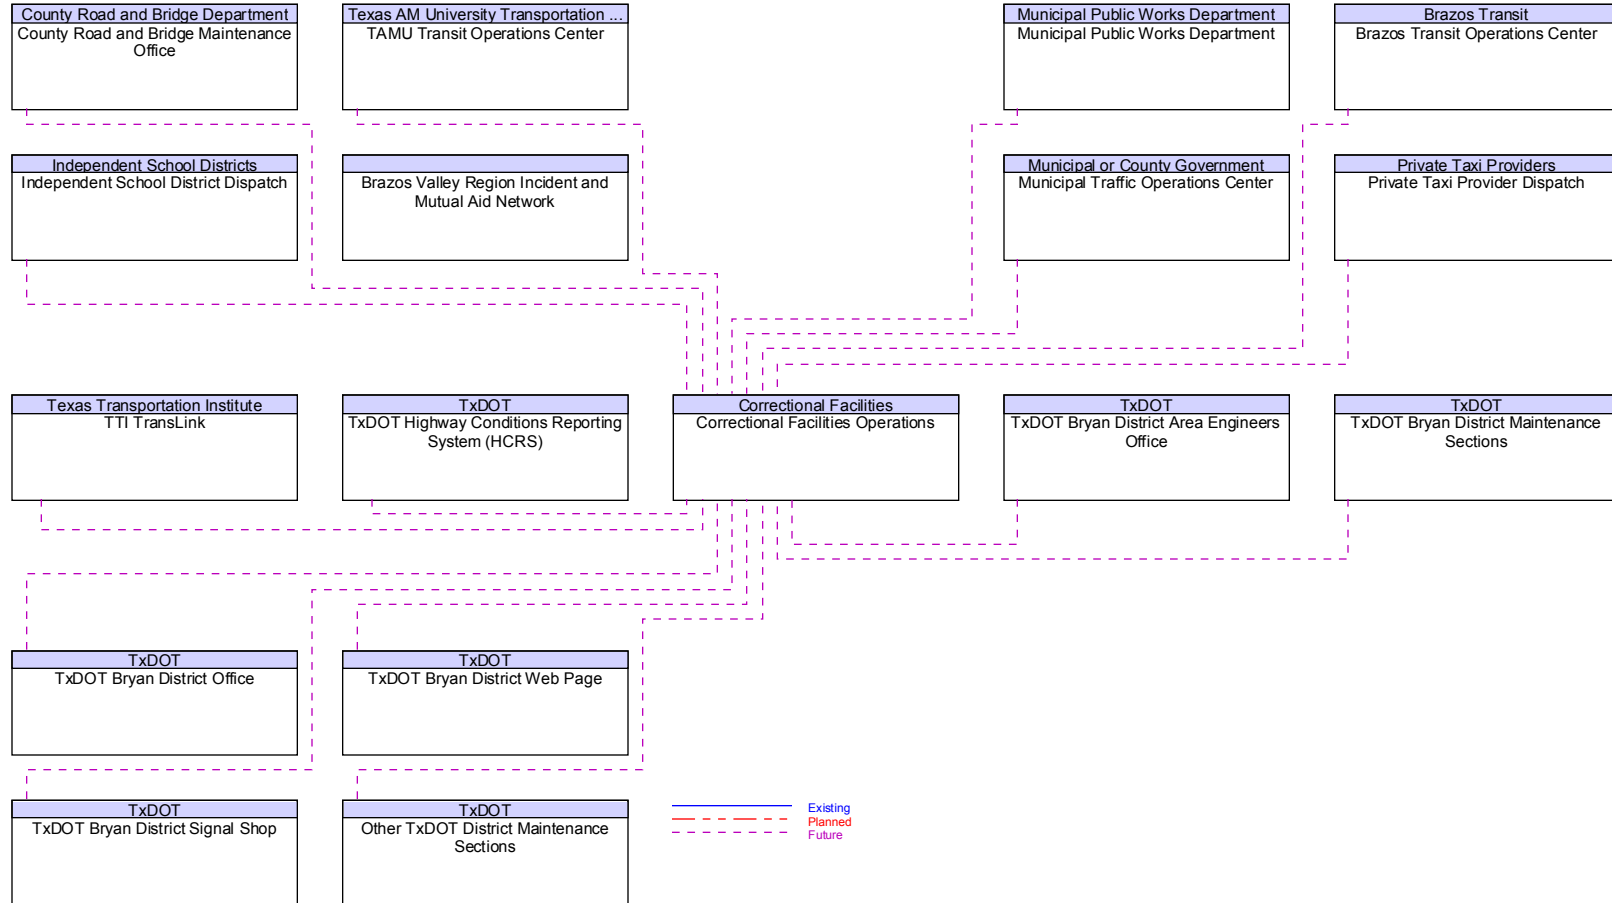 County Road and Bridge Department
County Road and Bridge Maintenance
Office
Texas AM University Transportation ...
TAMU Transit Operations Center
Municipal Public Works Department
Municipal Public Works Department
Brazos Transit
Brazos Transit Operations Center
Independent School Districts
Independent School District Dispatch
Brazos Valley Region Incident and
Mutual Aid Network
Municipal or County Government
Municipal Traffic Operations Center
Private Taxi Providers
Private Taxi Provider Dispatch
Texas Transportation Institute
TTI TransLink
TxDOT
TxDOT Highway Conditions Reporting
System (HCRS)
Correctional Facilities
Correctional Facilities Operations
TxDOT
TxDOT Bryan District Area Engineers
Office
TxDOT
TxDOT Bryan District Maintenance
Sections
TxDOT
TxDOT Bryan District Office
TxDOT
TxDOT Bryan District Web Page
TxDOT
TxDOT Bryan District Signal Shop
TxDOT
Other TxDOT District Maintenance
Sections
Existing
Planned
Future